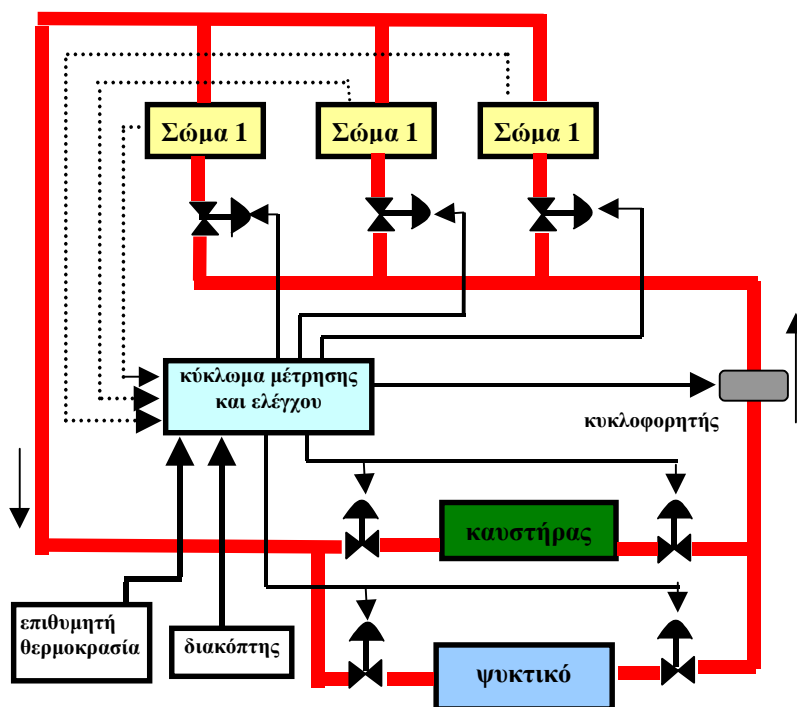 Σώμα 1
Σώμα 1
Σώμα 1
κύκλωμα μέτρησης
και ελέγχου
κυκλοφορητής
καυστήρας
επιθυμητή
θερμοκρασία
διακόπτης
ψυκτικό